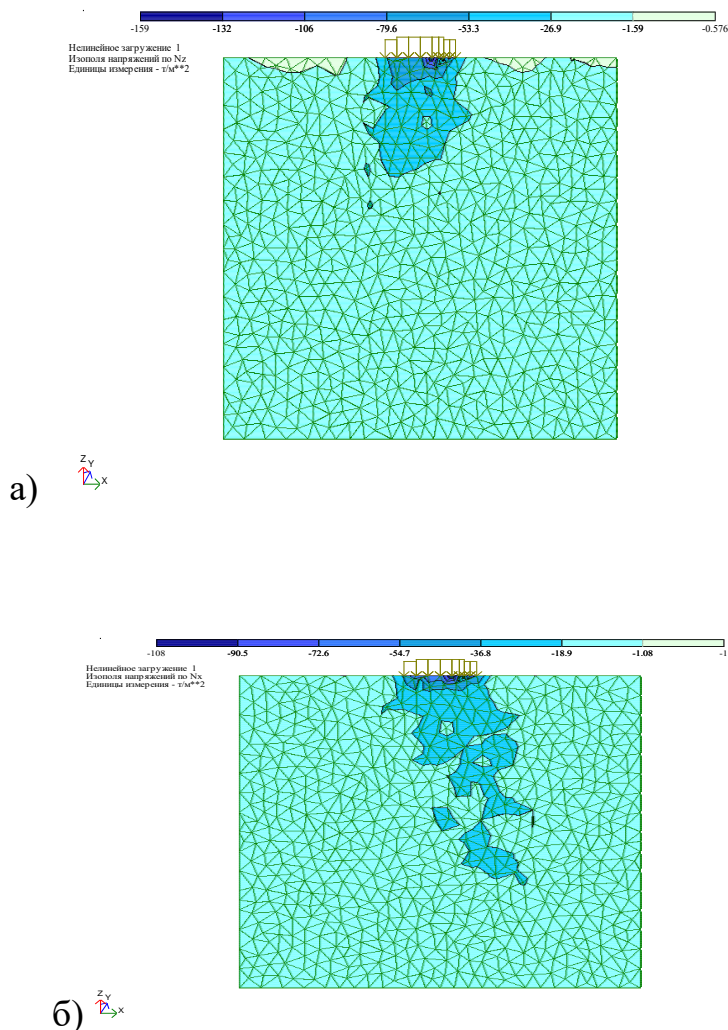 -159 -132 -106 -79.6 -53.3 -26.9 -1.59 -0.576
Нелинейное загружение 1
Изополя напряжений по Nz
Единицы измерения - т/м**2
Z
Y
X
а)
-108 -90.5 -72.6 -54.7 -36.8 -18.9 -1.08 -1
Нелинейное загружение 1
Изополя напряжений по Nx
Единицы измерения - т/м**2
Z
Y
X
б)